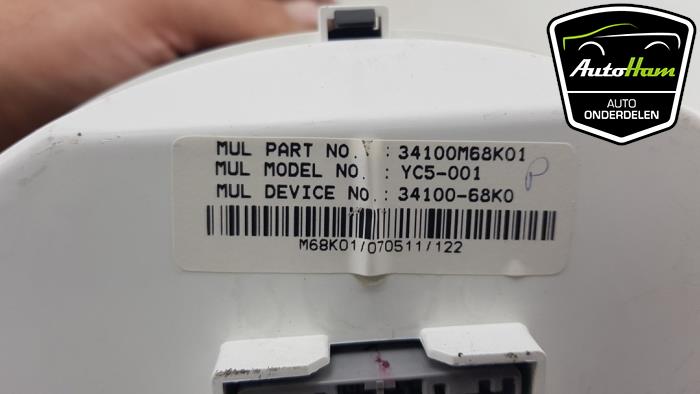 AutoHam
AUTO
ONDERDELEN
MUL PART NO. : 34100M68K01
MUL MODEL NO. : YC5-001
MUL DEVICE NO.: 34100-68K0
M68K01/070511/122
P